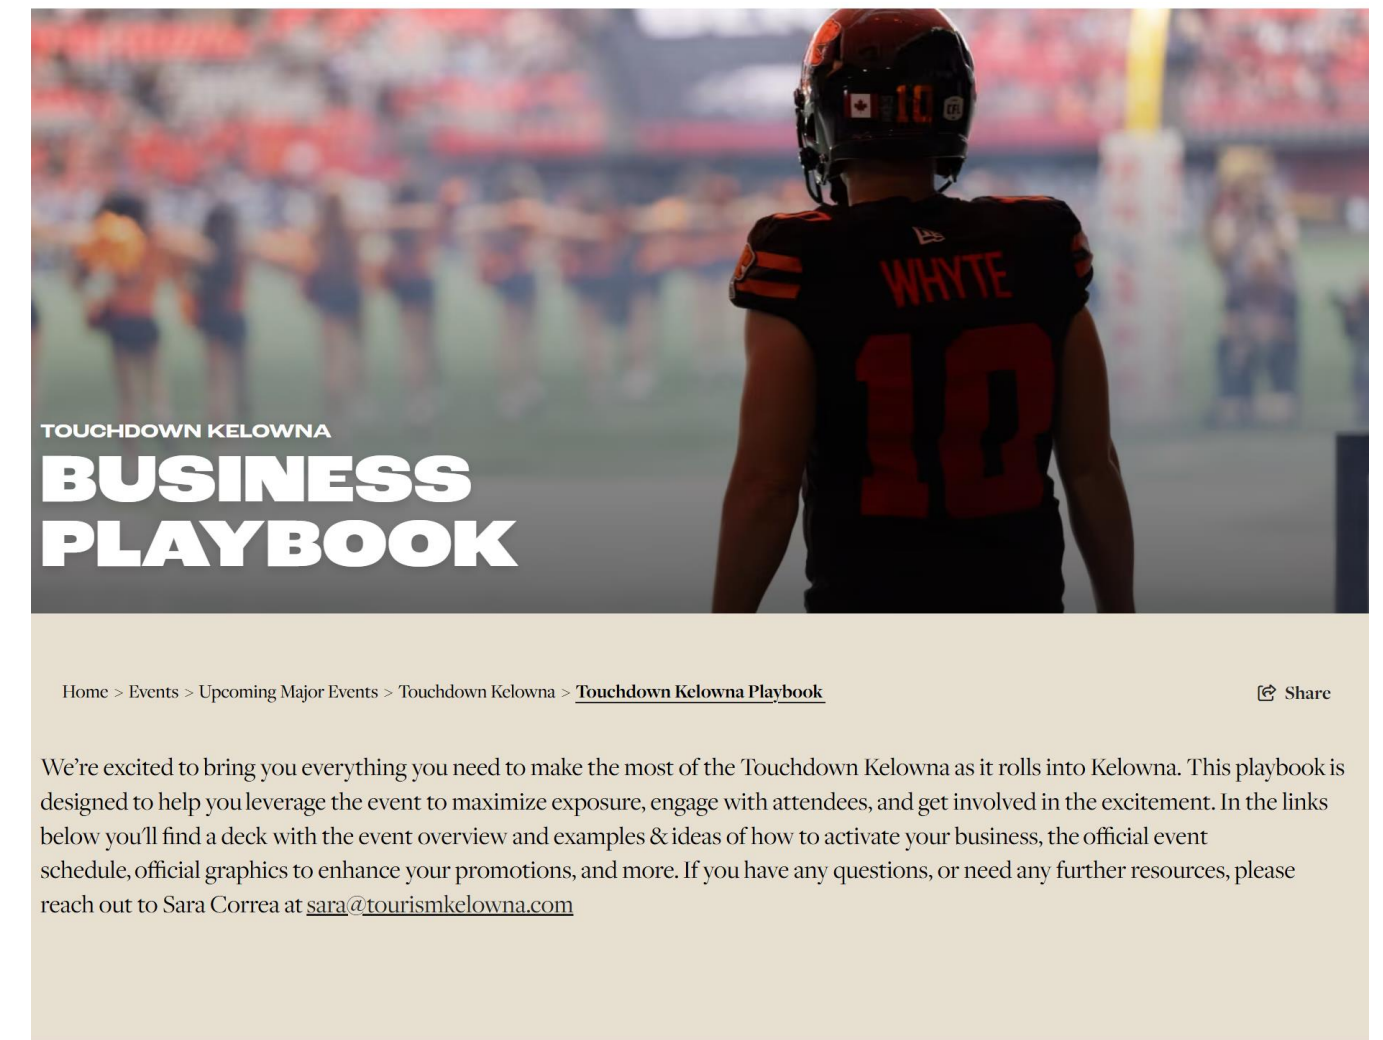 10
CFL
WHYTE
10
TOUCHDOWN KELOWNA
BUSINESS
PLAYBOOK
Home > Events > Upcoming Major Events > Touchdown Kelowna > Touchdown Kelowna Playbook
Share
We’re excited to bring you everything you need to make the most of the Touchdown Kelowna as it rolls into Kelowna. This playbook is
designed to help you leverage the event to maximize exposure, engage with attendees, and get involved in the excitement. In the links
below you'll find a deck with the event overview and examples & ideas of how to activate your business, the official event
schedule, official graphics to enhance your promotions, and more. If you have any questions, or need any further resources, please
reach out to Sara Correa at sara@tourismkelowna.com